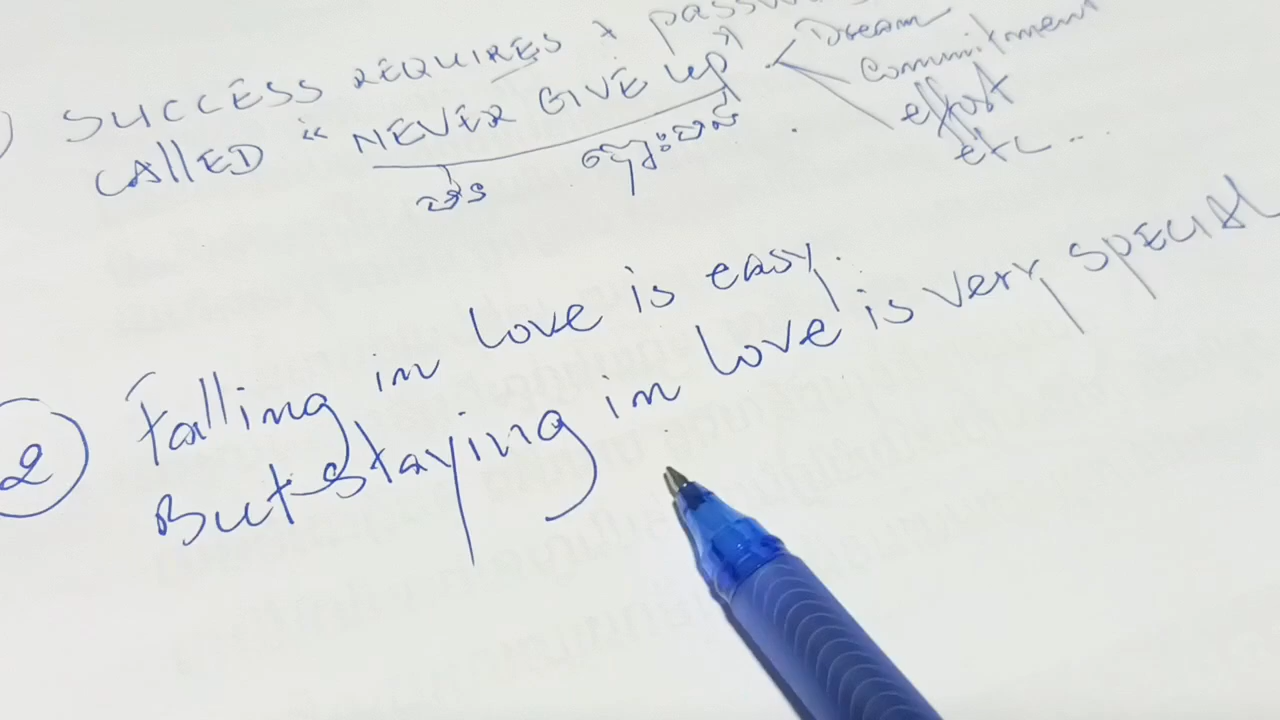 SUCCESS REQUIRES
CALLED "NEVER GIVE up"
Dream
Commitment
effort
etc...
2 Falling in love is easy.
But staying in love is very SPECIAL